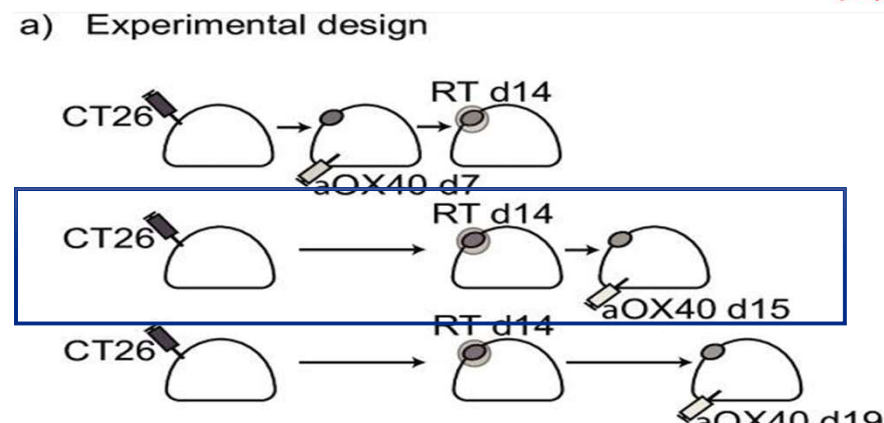 a) Experimental design
RT d14
CT26
aOX40 d7
RT d14
CT26
aOX40 d15
RT d14
CT26
aOX40 d19